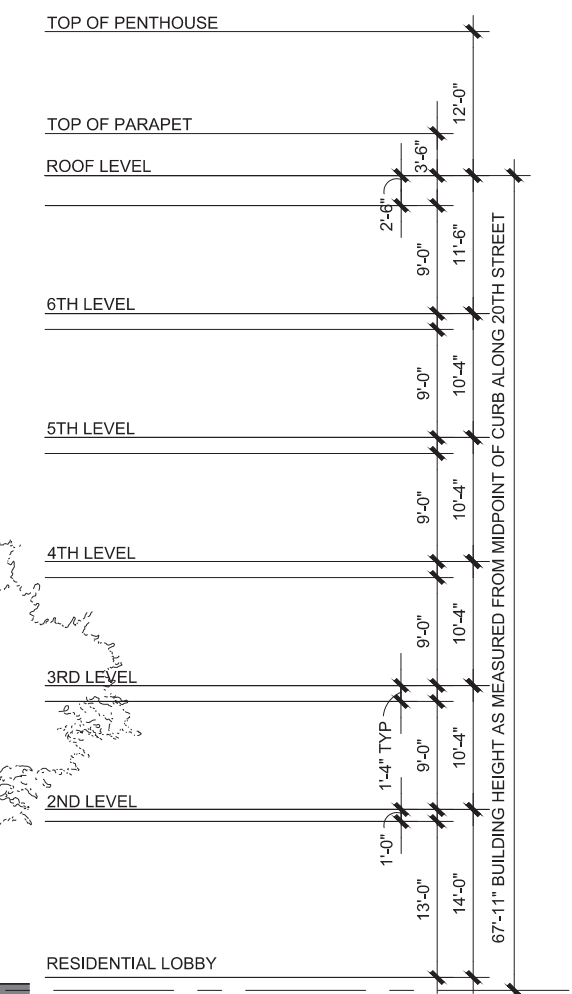 TOP OF PENTHOUSE
12'-0"
TOP OF PARAPET
3'-6"
ROOF LEVEL
2'-6"
9'-0"
11'-6"
6TH LEVEL
9'-0"
10'-4"
5TH LEVEL
9'-0"
10'-4"
4TH LEVEL
9'-0"
10'-4"
3RD LEVEL
1'-4" TYP
9'-0"
10'-4"
2ND LEVEL
1'-0"
13'-0"
14'-0"
RESIDENTIAL LOBBY
67'-11" BUILDING HEIGHT AS MEASURED FROM MIDPOINT OF CURB ALONG 20TH STREET